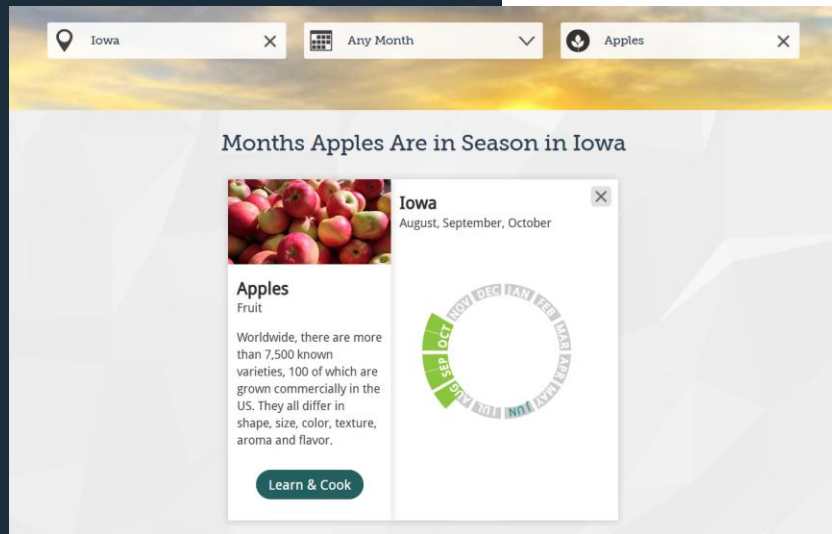 Iowa
Any Month
Apples
Months Apples Are in Season in Iowa
Apples
Fruit
Worldwide, there are more
than 7,500 known
varieties, 100 of which are
grown commercially in the
US. They all differ in
shape, size, color, texture,
aroma and flavor.
Learn & Cook
Iowa
August, September, October
JAN
FEB
MAR
APR
MAY
JUN
JUL
AUG
SEP
OCT
NOV
DEC